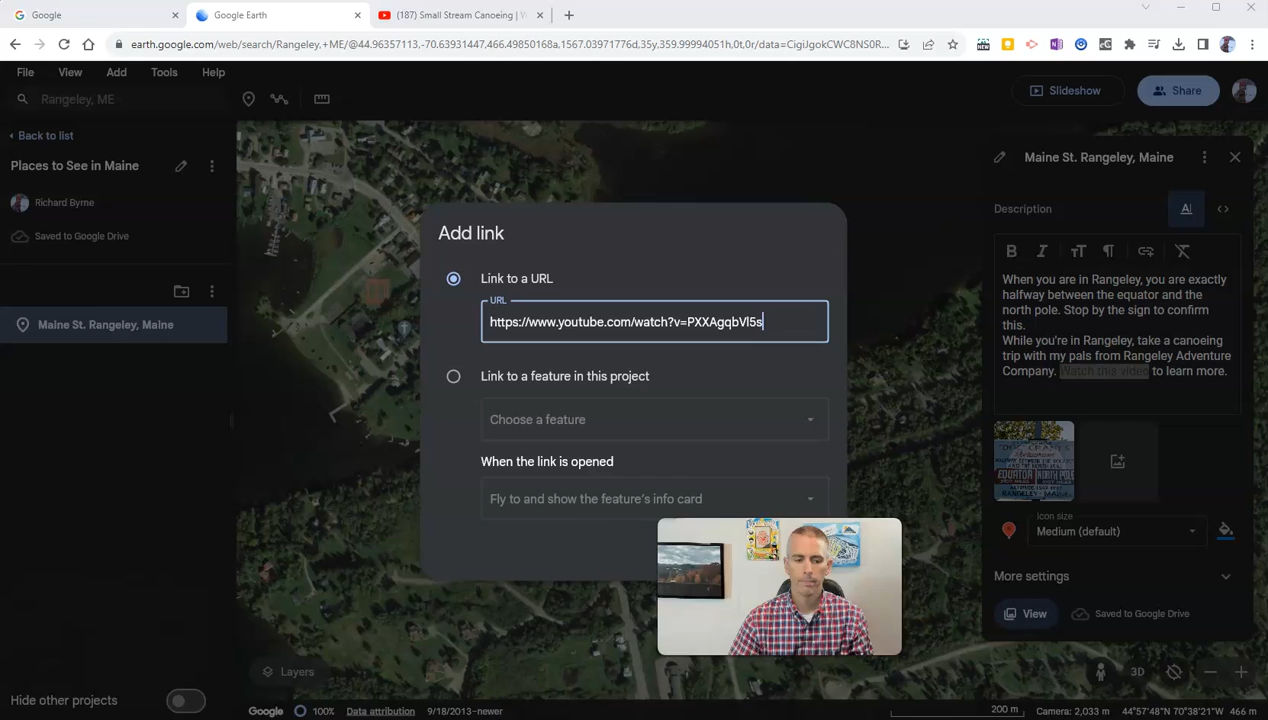 Google
Google Earth
(187) Small Stream Canoeing | W
earth.google.com/web/search/Rangeley,+ME/@44.96357113,-70.63931447,466.49850168a,1567.03971776d,35y,359.99994051h,0t,0r/data=CigiJgokCWC8NS0R...
File View Add Tools Help
Rangeley, ME
Slideshow
Share
Back to list
Places to See in Maine
Richard Byrne
Saved to Google Drive
Maine St. Rangeley, Maine
Hide other projects
Add link
Link to a URL
URL
https://www.youtube.com/watch?v=PXXAgqbVl5s
Link to a feature in this project
Choose a feature
When the link is opened
Fly to and show the feature's info card
Maine St. Rangeley, Maine
Description
When you are in Rangeley, you are exactly
halfway between the equator and the
north pole. Stop by the sign to confirm
this.
While you're in Rangeley, take a canoeing
trip with my pals from Rangeley Adventure
Company. Watch this video to learn more.
EQUATOR NORTH POLE
RANGELEY MAINE
Icon size
Medium (default)
More settings
View
Saved to Google Drive
Layers
3D
Google 100% Data attribution 9/18/2013-newer
200 m Camera: 2,033 m 44°57'48"N 70°38'21"W 466 m